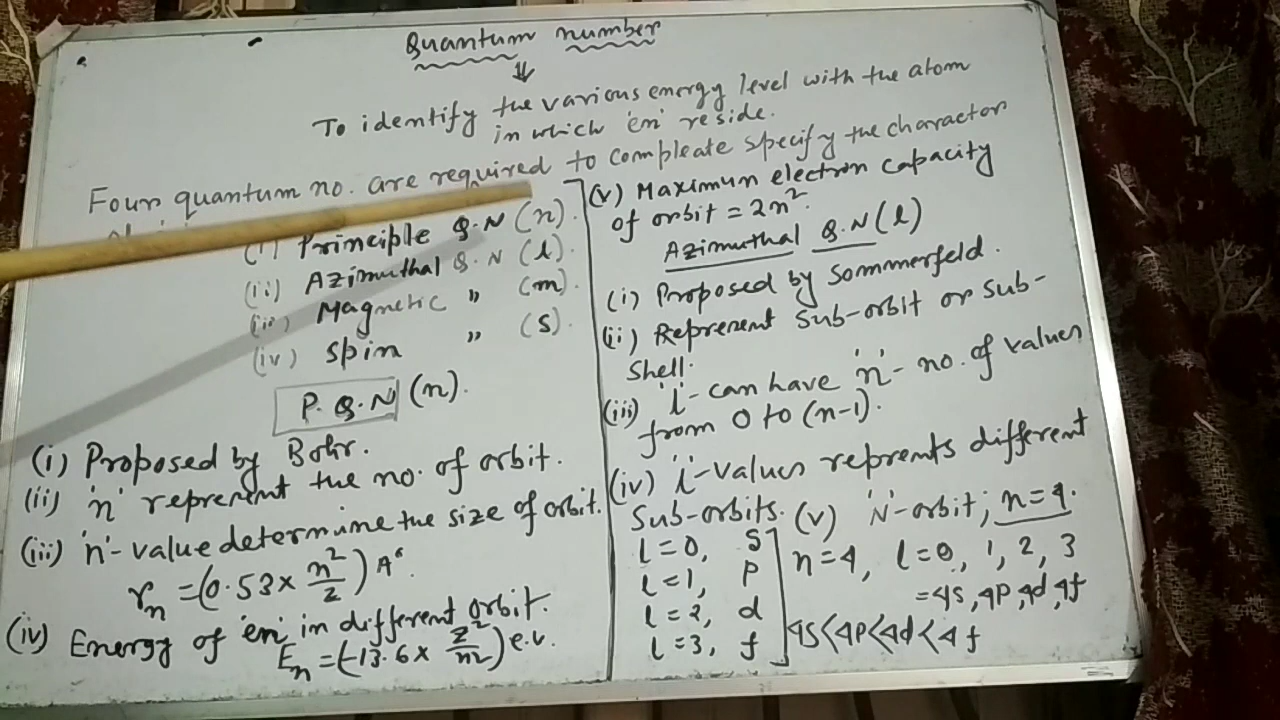 Quantum number
⇓
To identify the various energy level with the atom
in which 'en' reside.
Four quantum no. are required to compleate specify the charactor
(i) Principle Q.N (n).
(ii) Azimuthal Q.N (l).
(iii) Magnetic " (m).
(iv) Spin " (s).
P.Q.N (n).
(i) Proposed by Bohr.
(ii) 'n' reprerent the no. of orbit.
(iii) 'n'-value determine the size of orbit.
rn = (0.53 × n²/z) A°
(iv) Energy of 'en' in different orbit.
En = (-13.6 × z²/n2) e.v.
(v) Maximum electron capacity
of orbit = 2n².
Azimuthal Q.N (l)
(i) Proposed by Sommerfeld.
(ii) Reprerent Sub-orbit or Sub-
Shell.
(iii) 'l'-can have 'n'-no. of values
from 0 to (n-1).
(iv) 'l'-values reprents different
Sub-orbits.
l=0, S
l=1, P
l=2, d
l=3, f
(v) 'N'-orbit; n=4.
n=4, l=0, 1, 2, 3
=4s, 4p, 4d, 4f
4s<4p<4d<4f